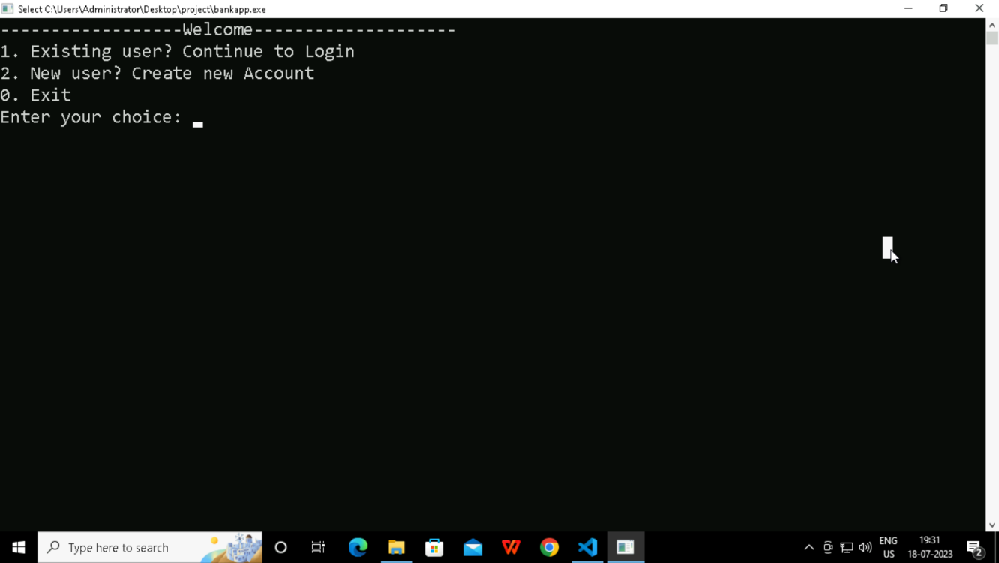 Select C:\Users\Administrator\Desktop\project\bankapp.exe
------------------Welcome--------------------
1. Existing user? Continue to Login
2. New user? Create new Account
0. Exit
Enter your choice:
Type here to search
ENG
US
19:31
18-07-2023
2